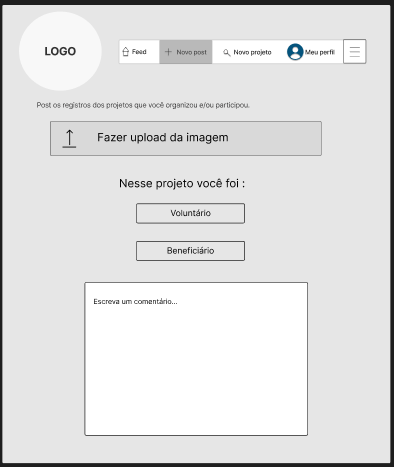 LOGO
Feed
Novo post
Novo projeto
Meu perfil
Post os registros dos projetos que você organizou e/ou participou.
Fazer upload da imagem
Nesse projeto você foi :
Voluntário
Beneficiário
Escreva um comentário...